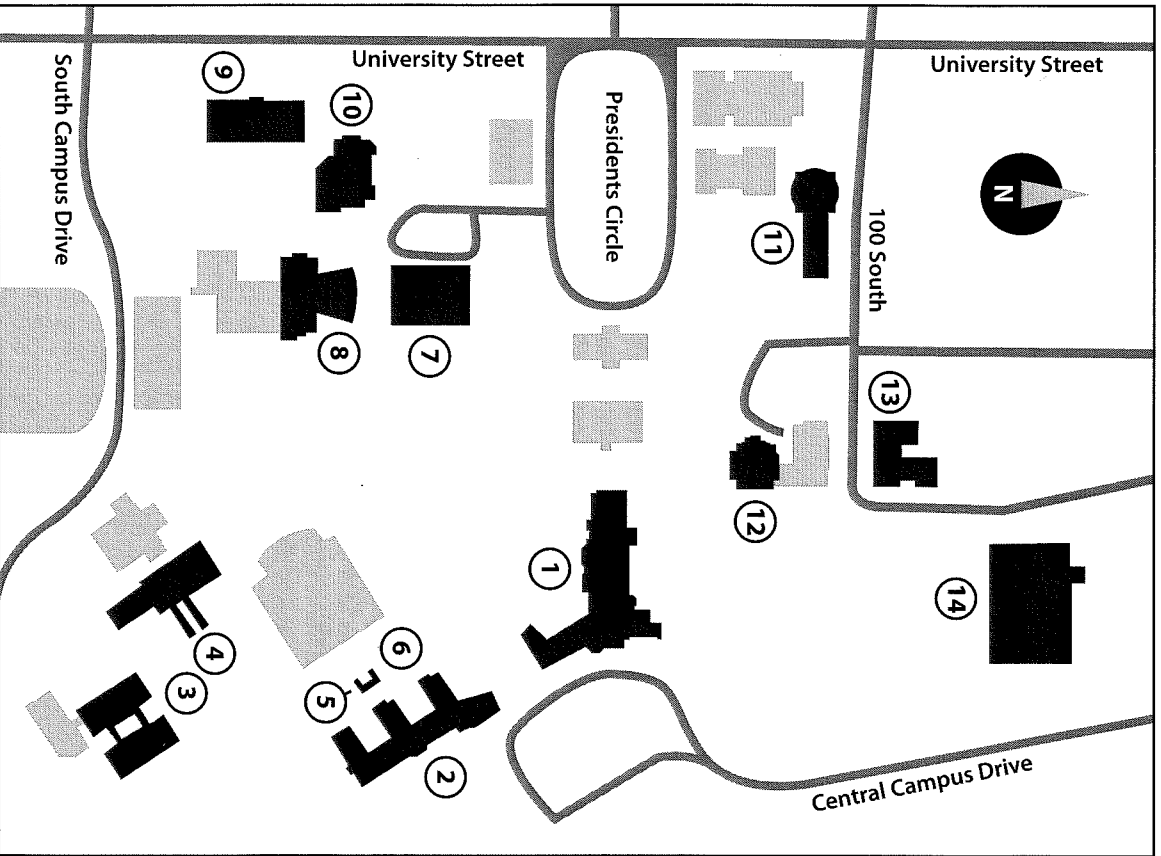 University Street
University Street
South Campus Drive
Presidents Circle
100 South
N
9
10
11
7
8
13
12
1
14
6
5
4
3
2
Central Campus Drive